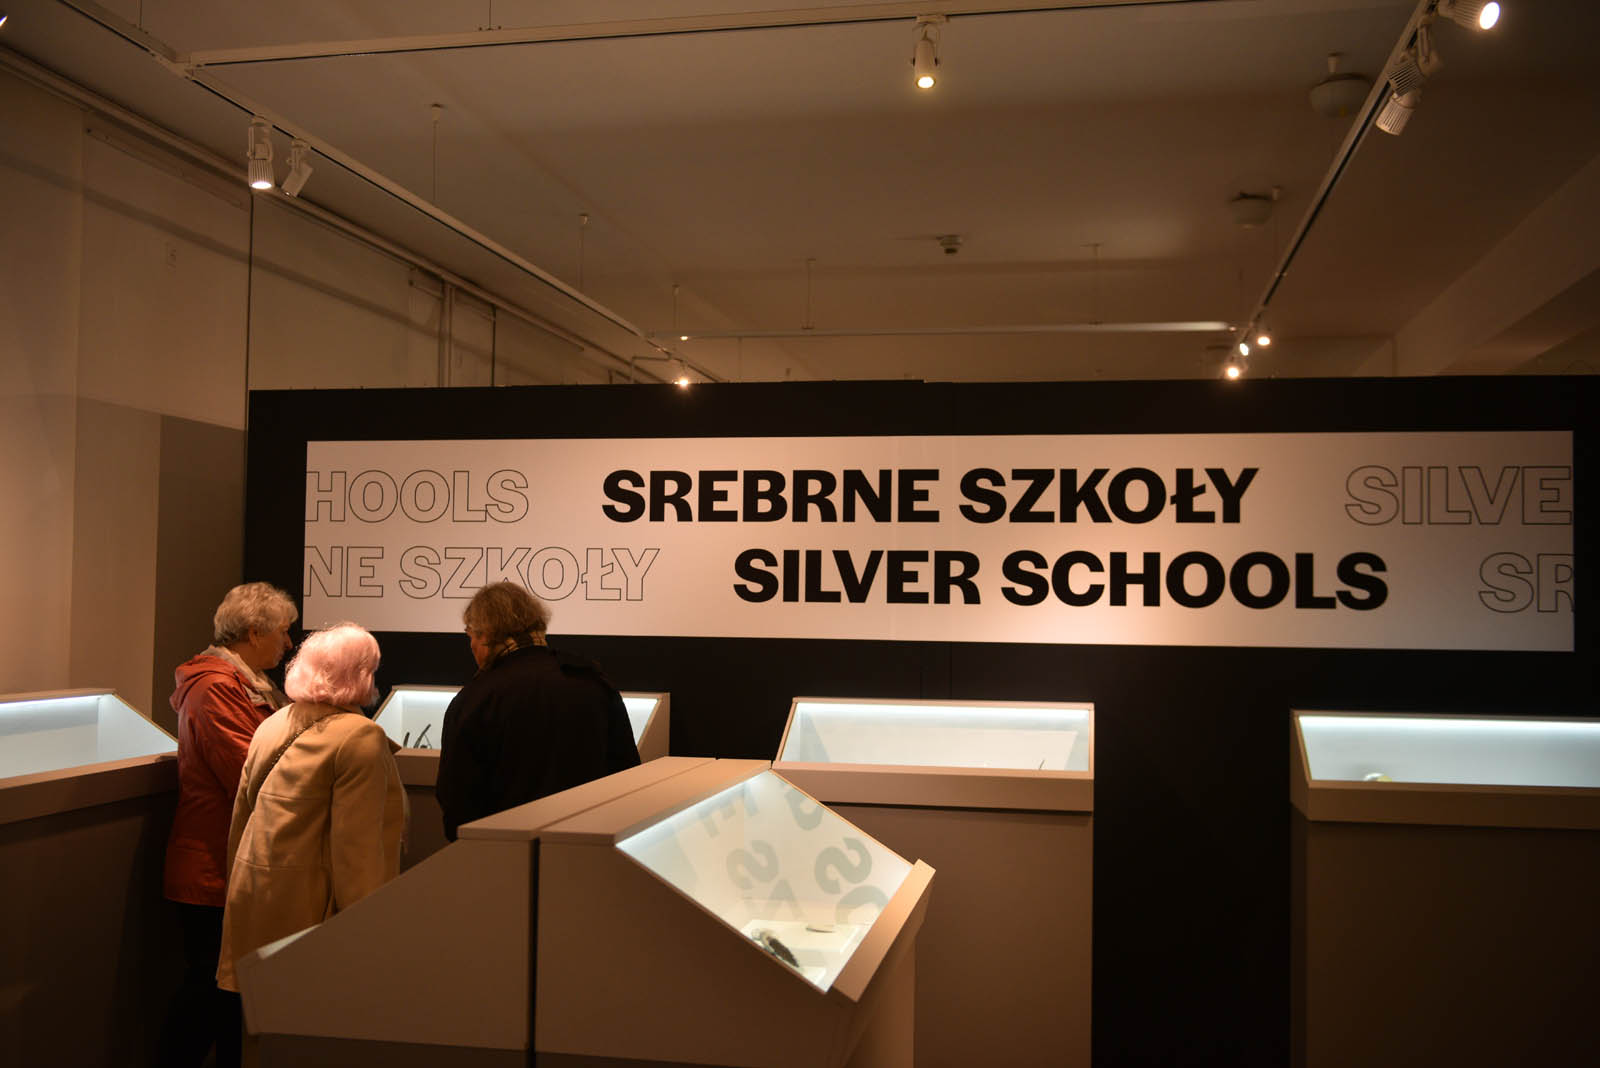 HOOLS SREBRNE SZKOŁY SILVE
NE SZKOŁY SILVER SCHOOLS SR